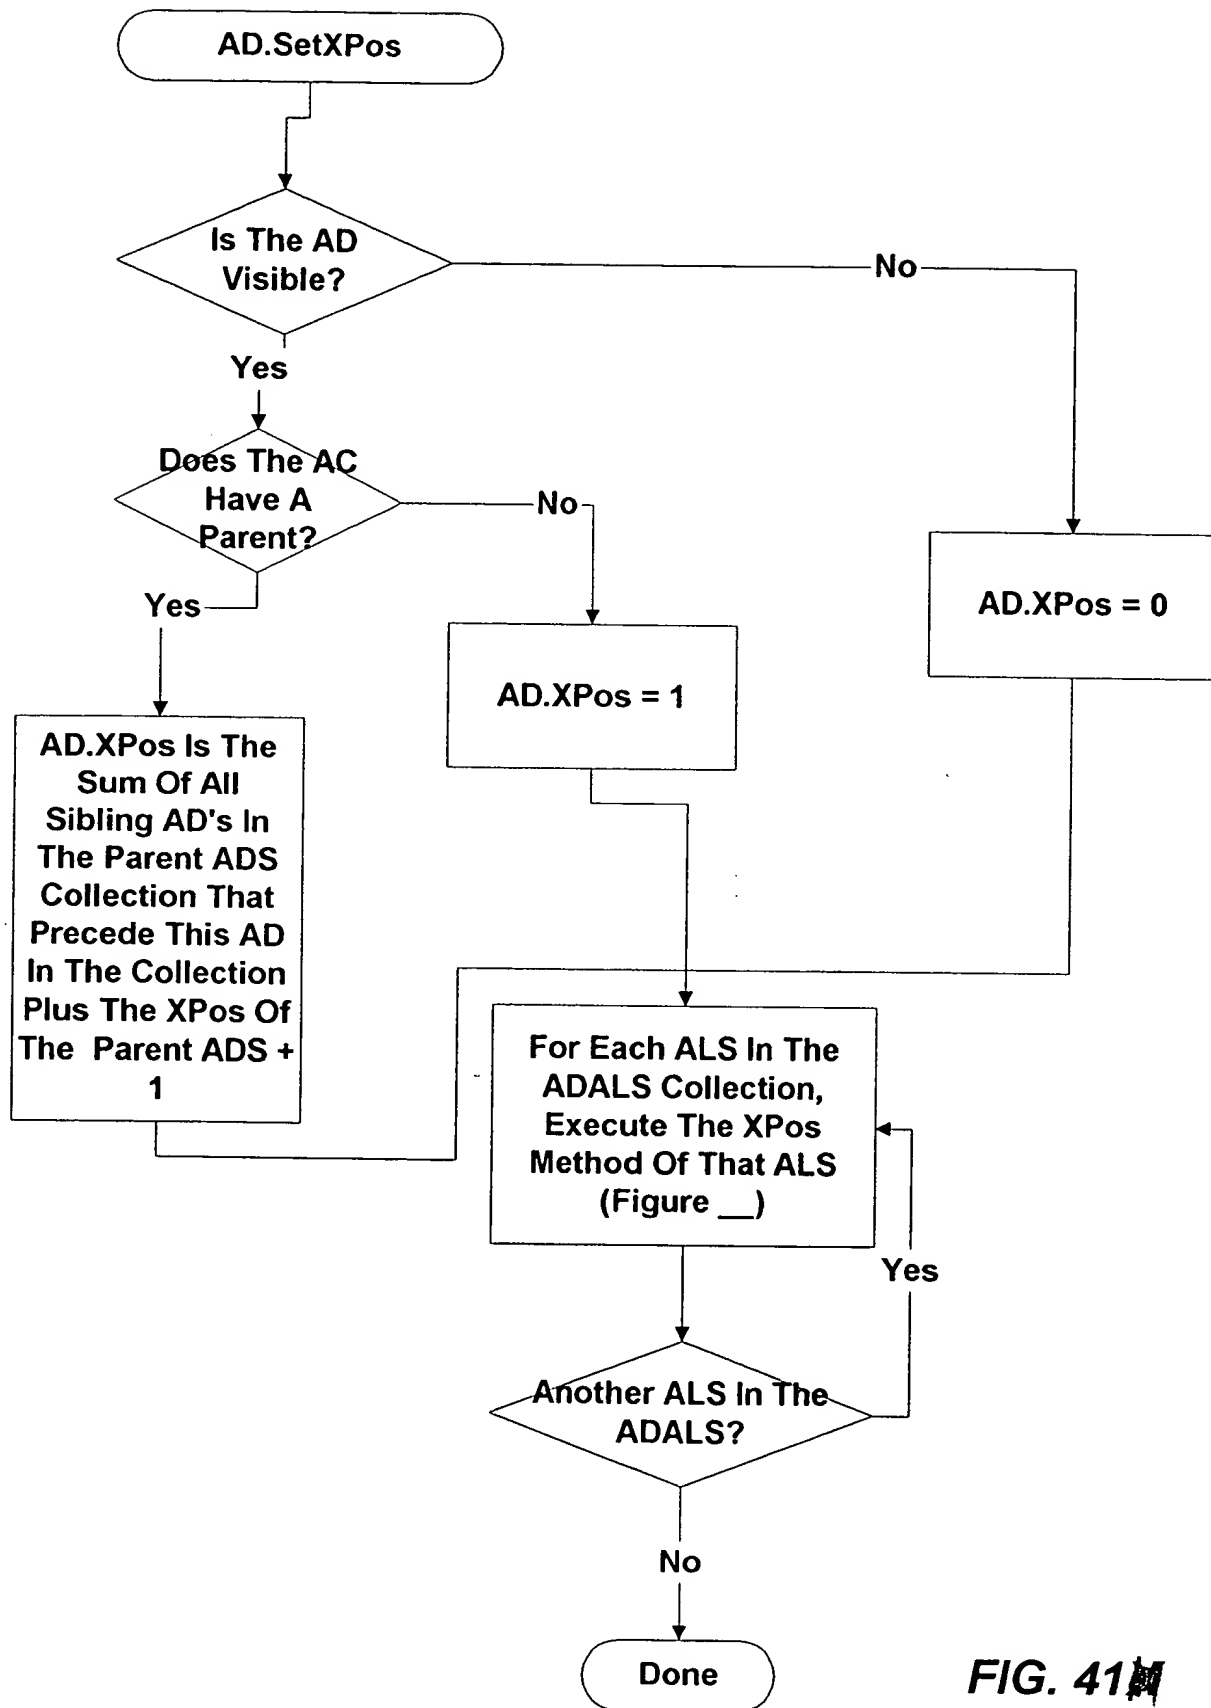 AD.SetXPos
Is The AD
Visible?
No
Yes
Does The AC
Have A
Parent?
No
Yes
AD.XPos = 0
AD.XPos = 1
AD.XPos Is The
Sum Of All
Sibling AD's In
The Parent ADS
Collection That
Precede This AD
In The Collection
Plus The XPos Of
The Parent ADS +
1
For Each ALS In The
ADALS Collection,
Execute The XPos
Method Of That ALS
(Figure __)
Yes
Another ALS In The
ADALS?
No
Done
FIG. 41